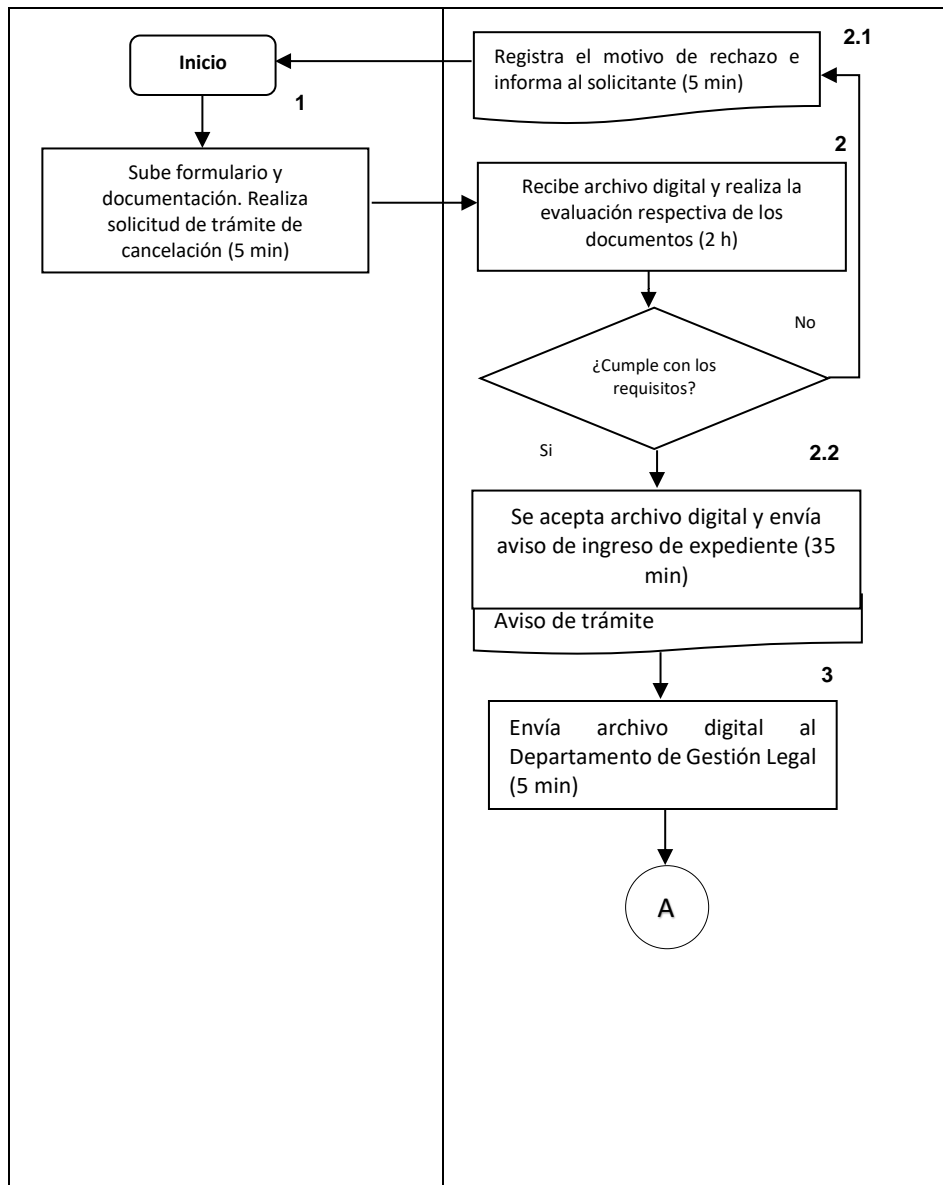 Inicio
1
Sube formulario y
documentación. Realiza
solicitud de trámite de
cancelación (5 min)
2.1
Registra el motivo de rechazo e
informa al solicitante (5 min)
2
Recibe archivo digital y realiza la
evaluación respectiva de los
documentos (2 h)
No
¿Cumple con los
requisitos?
Si
2.2
Se acepta archivo digital y envía
aviso de ingreso de expediente (35
min)
Aviso de trámite
3
Envía archivo digital al
Departamento de Gestión Legal
(5 min)
A